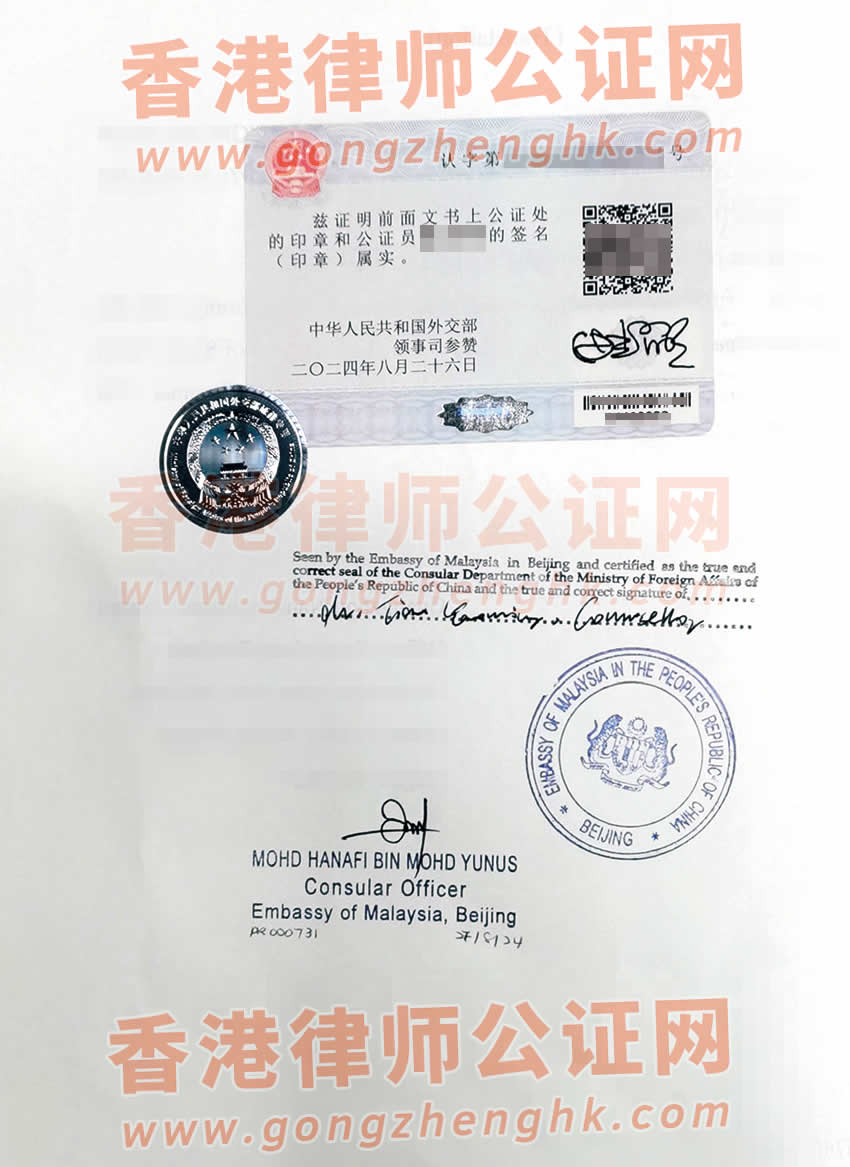 香港律师公证网
www.gongzhenghk.com
认字第 号
兹证明前面文书上公证处
的印章和公证员 的签名
（印章）属实。
中华人民共和国外交部
领事司参赞
二〇二四年八月二十六日
香港律师公证网
www.gongzhenghk.com
Seen by the Embassy of Malaysia in Beijing and certified as the true and
correct seal of the Consular Department of the Ministry of Foreign Affairs of
the People's Republic of China and the true and correct signature of.........
Counsellor
EMBASSY OF MALAYSIA IN THE PEOPLE'S REPUBLIC OF CHINA
* BEIJING *
MOHD HANAFI BIN MOHD YUNUS
Consular Officer
Embassy of Malaysia, Beijing
PR000731 27/8/24
香港律师公证网
www.gongzhenghk.com